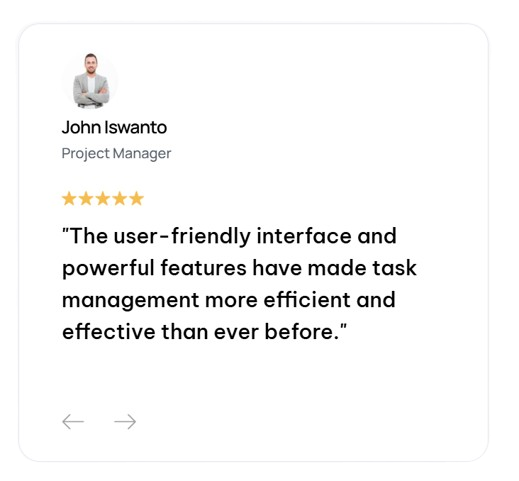 John Iswanto
Project Manager
"The user-friendly interface and
powerful features have made task
management more efficient and
effective than ever before."